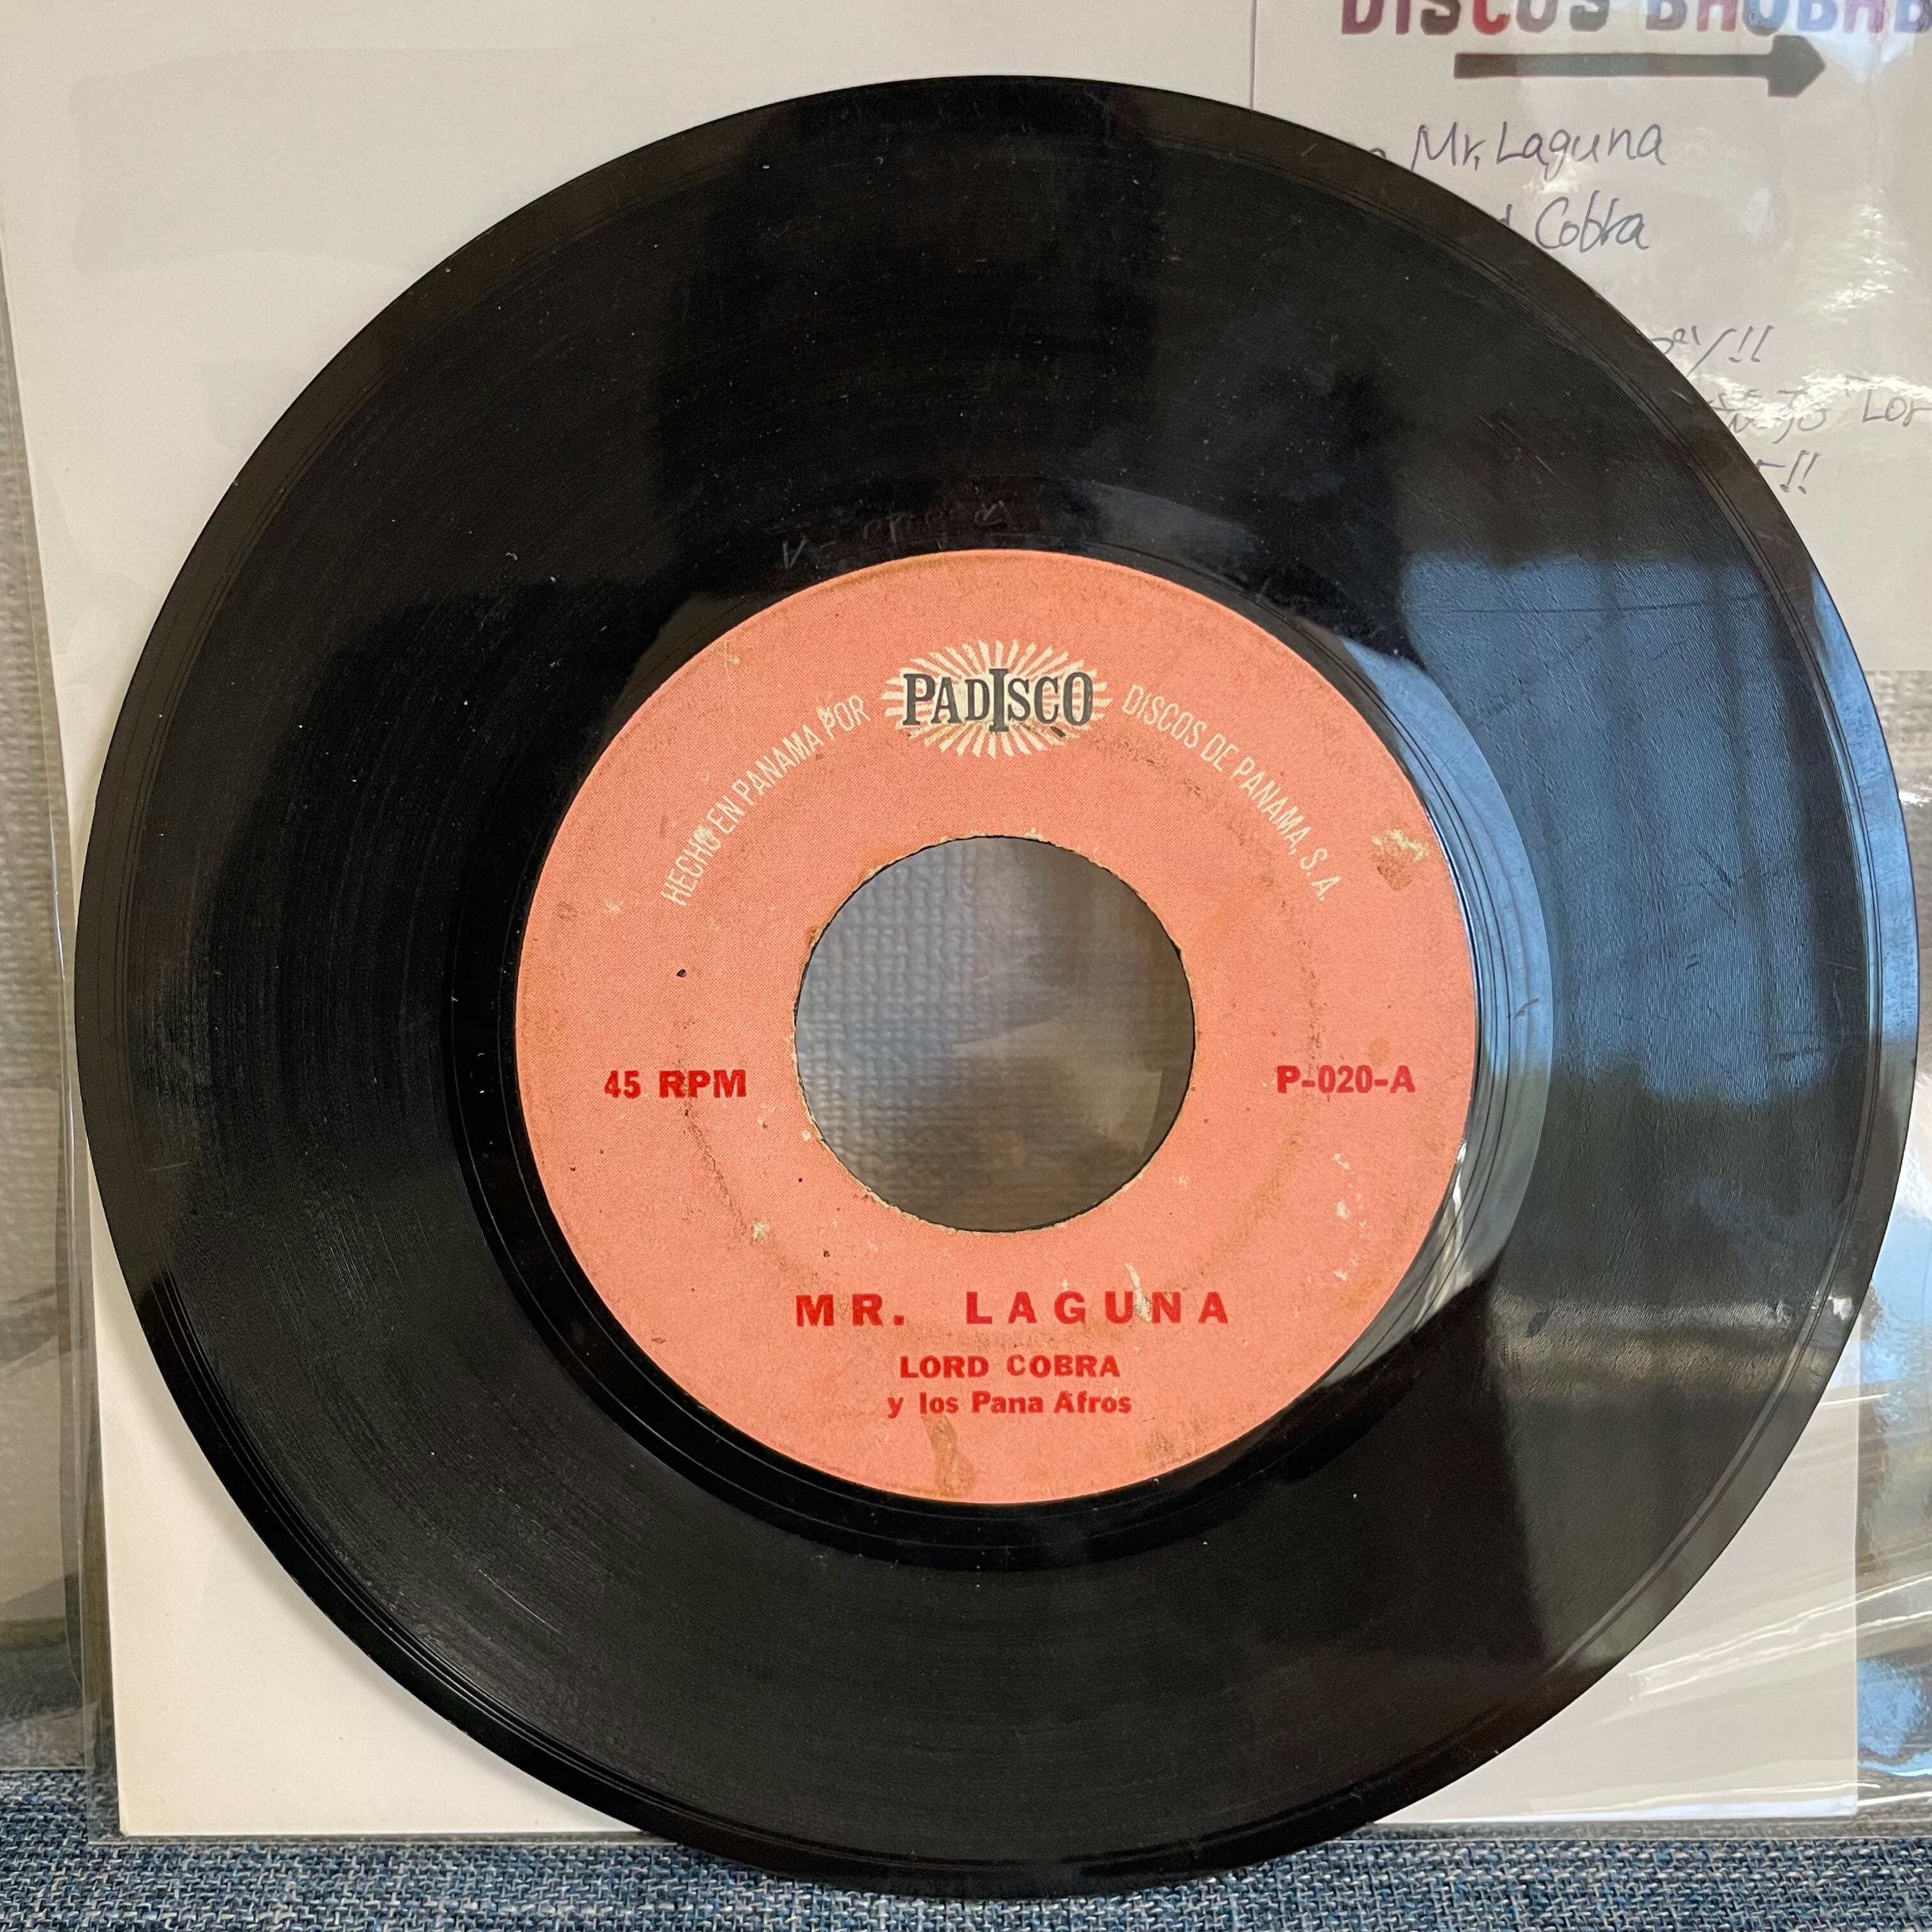 DISCOS BAOBAB
Mr. Laguna
Cobra
HECHO EN PANAMA POR PADISCO DISCOS DE PANAMA, S. A.
45 RPM
P-020-A
MR. LAGUNA
LORD COBRA
y los Pana Afros